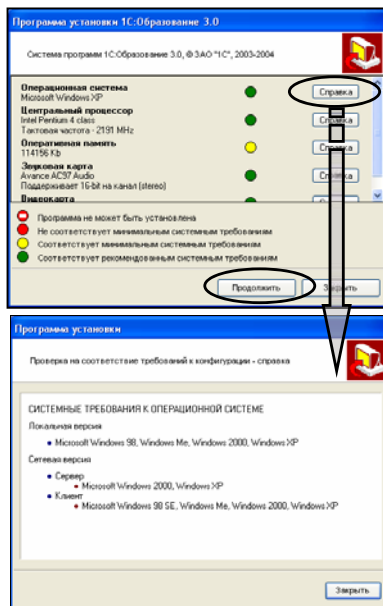 Программа установки 1С:Образование 3.0
Система программ 1С:Образование 3.0, © ЗАО "1С", 2003-2004
Операционная система
Microsoft Windows XP
Справка
Центральный процессор
Intel Pentium 4 class
Тактовая частота - 2191 MHz
Справка
Оперативная память
114156 Kb
Справка
Звуковая карта
Avance AC97 Audio
Поддерживает 16-bit на канал (stereo)
Справка
Видеокарта
Программа не может быть установлена
Не соответствует минимальным системным требованиям
Соответствует минимальным системным требованиям
Соответствует рекомендованным системным требованиям
Продолжить
Закрыть
Программа установки
Проверка на соответствие требований к конфигурации - справка
СИСТЕМНЫЕ ТРЕБОВАНИЯ К ОПЕРАЦИОННОЙ СИСТЕМЕ
Локальная версия
• Microsoft Windows 98, Windows Me, Windows 2000, Windows XP
Сетевая версия
• Сервер
• Microsoft Windows 2000, Windows XP
• Клиент
• Microsoft Windows 98 SE, Windows Me, Windows 2000, Windows XP
Закрыть